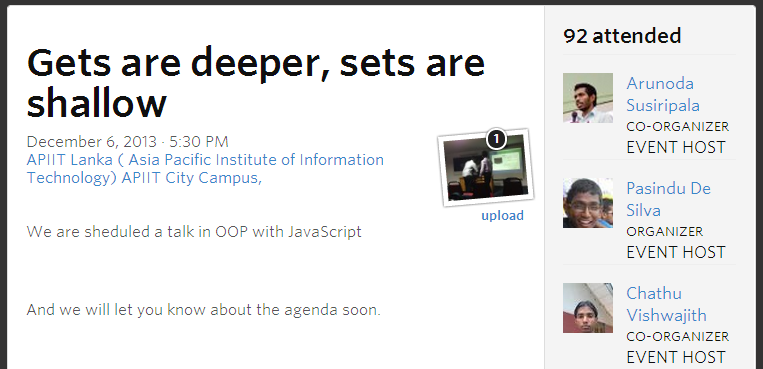 Gets are deeper, sets are
shallow
December 6, 2013 · 5:30 PM
APIIT Lanka ( Asia Pacific Institute of Information
Technology) APIIT City Campus,
1
upload
We are sheduled a talk in OOP with JavaScript
And we will let you know about the agenda soon.
92 attended
Arunoda
Susiripala
CO-ORGANIZER
EVENT HOST
Pasindu De
Silva
ORGANIZER
EVENT HOST
Chathu
Vishwajith
CO-ORGANIZER
EVENT HOST